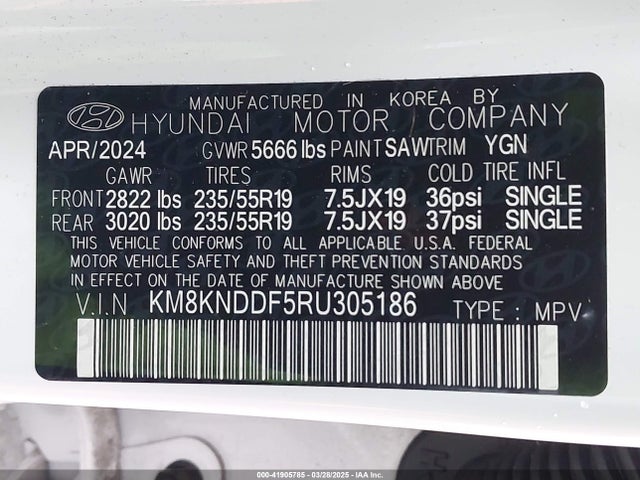 MANUFACTURED IN KOREA BY
HYUNDAI MOTOR COMPANY
APR/2024 GVWR 5666 lbs PAINT SAW TRIM YGN
GAWR TIRES RIMS COLD TIRE INFL
FRONT 2822 lbs 235/55R19 7.5JX19 36psi SINGLE
REAR 3020 lbs 235/55R19 7.5JX19 37psi SINGLE
THIS VEHICLE CONFORMS TO ALL APPLICABLE U.S.A. FEDERAL
MOTOR VEHICLE SAFETY AND THEFT PREVENTION STANDARDS
IN EFFECT ON THE DATE OF MANUFACTURE SHOWN ABOVE.
V.I.N KM8KNDDF5RU305186 TYPE : MPV
000-41905765 | 03/28/2025 - IAA Inc.